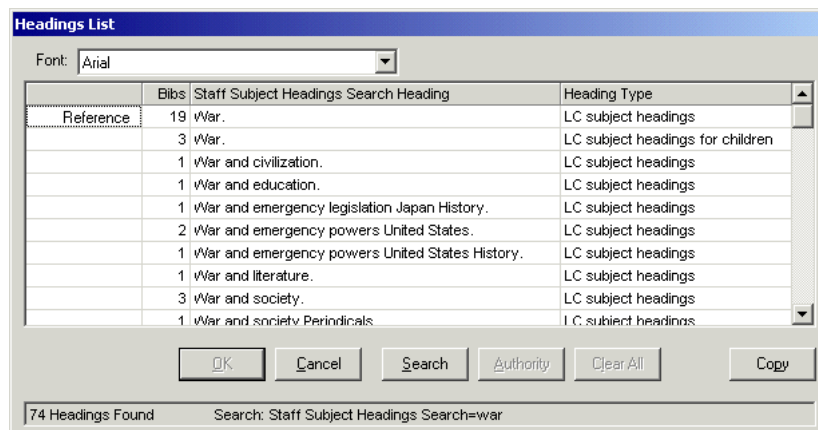 Headings List
Font: Arial
Bibs Staff Subject Headings Search Heading Heading Type
Reference 19 War. LC subject headings
3 War. LC subject headings for children
1 War and civilization. LC subject headings
1 War and education. LC subject headings
1 War and emergency legislation Japan History. LC subject headings
2 War and emergency powers United States. LC subject headings
1 War and emergency powers United States History. LC subject headings
1 War and literature. LC subject headings
3 War and society. LC subject headings
1 War and society Periodicals LC subject headings
OK Cancel Search Authority Clear All Copy
74 Headings Found Search: Staff Subject Headings Search=war